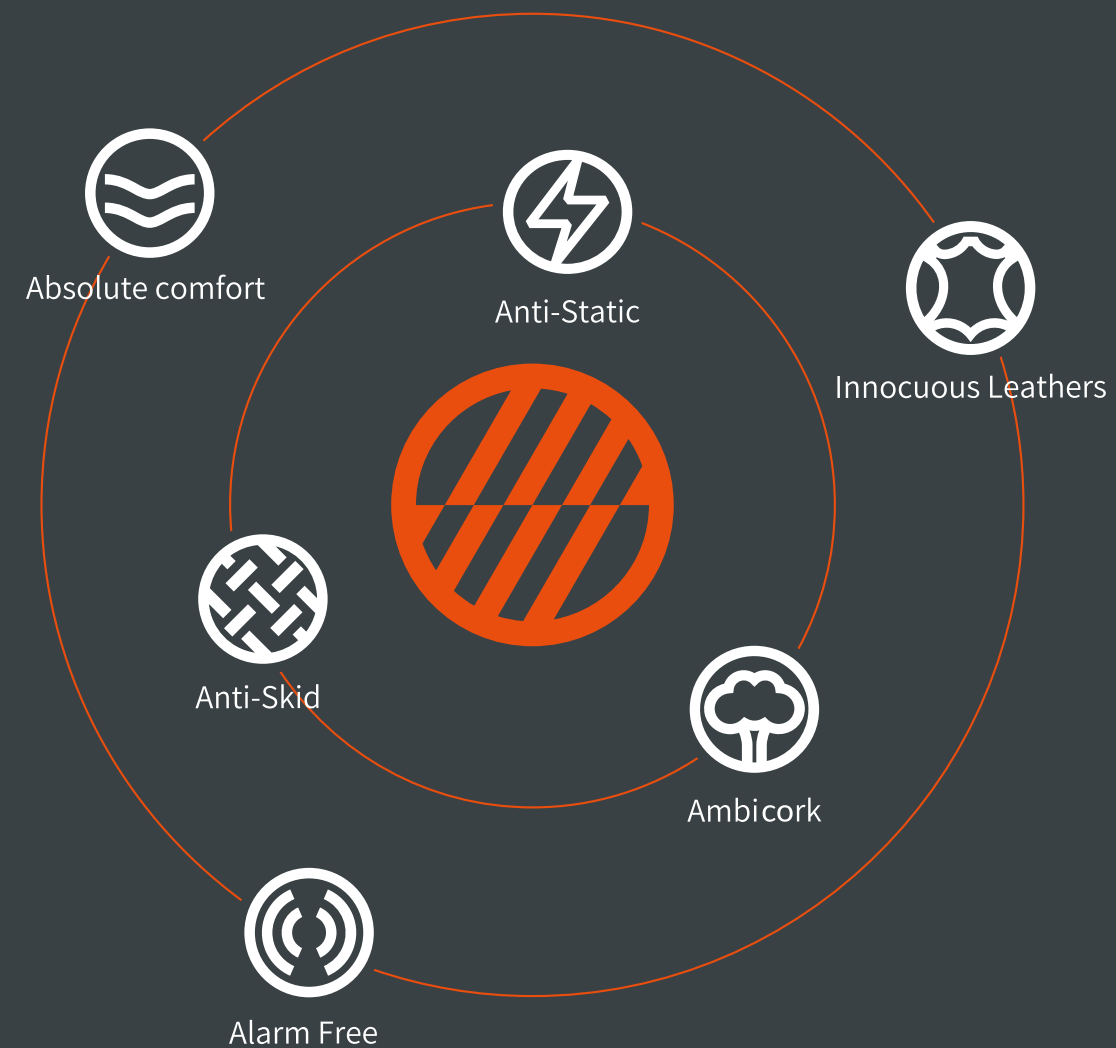 Absolute comfort
Anti-Static
Innocuous Leathers
Anti-Skid
Ambicork
Alarm Free